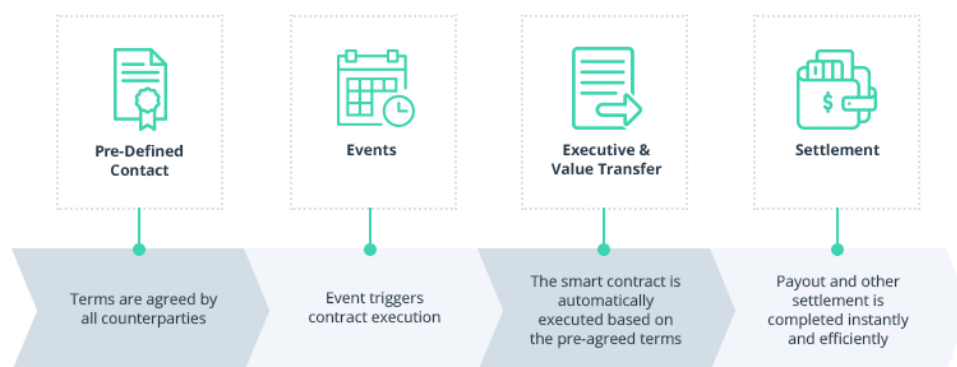 Pre-Defined
Contact
Events
Executive &
Value Transfer
$
Settlement
Terms are agreed by
all counterparties
Event triggers
contract execution
The smart contract is
automatically
executed based on
the pre-agreed terms
Payout and other
settlement is
completed instantly
and efficiently